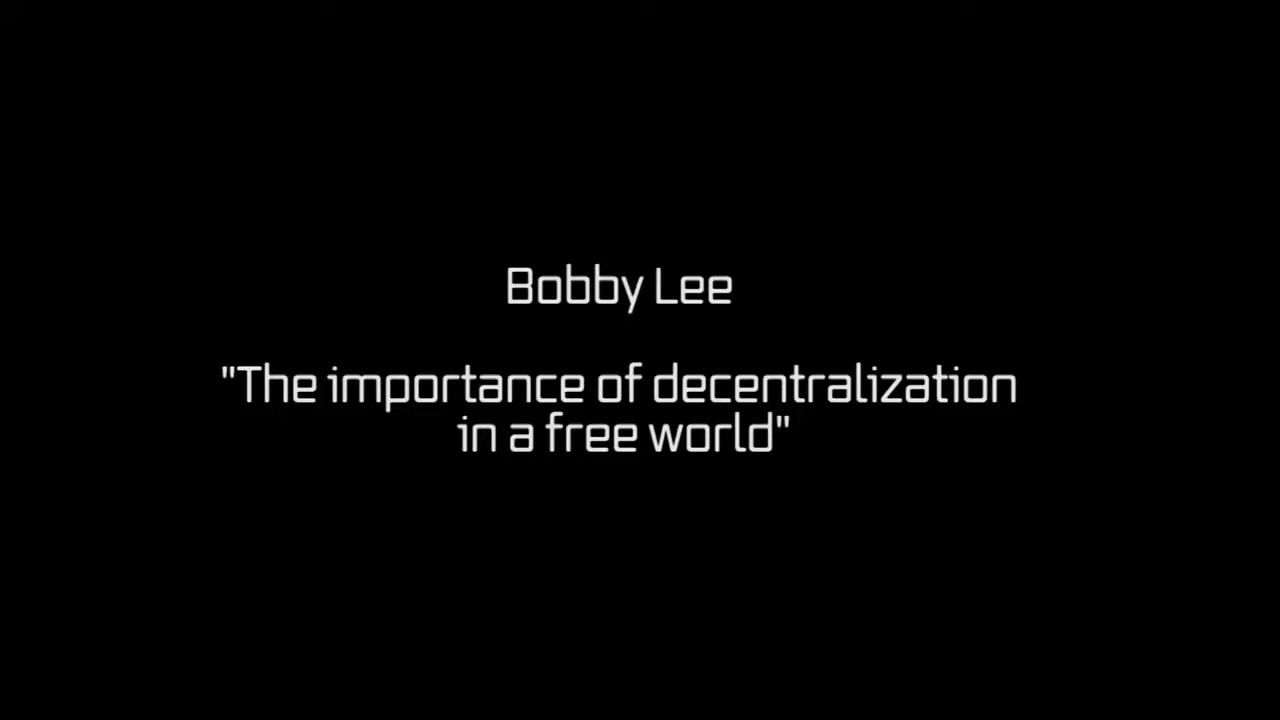 Bobby Lee
"The importance of decentralization
in a free world"